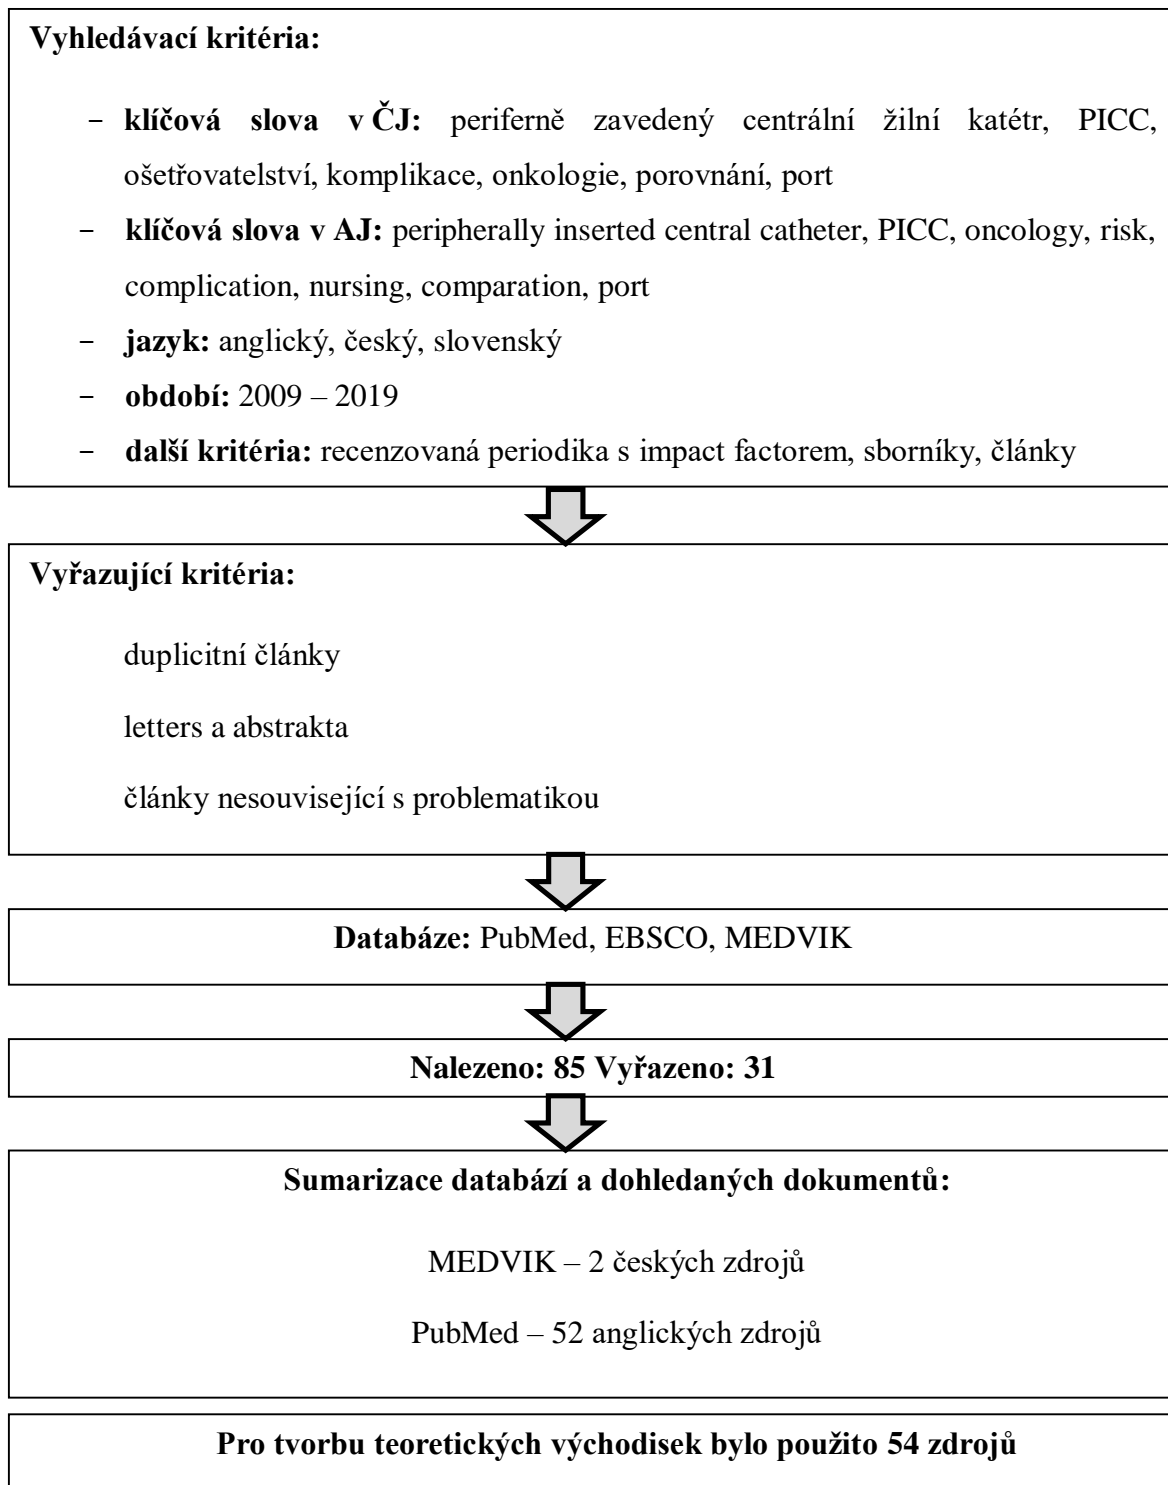 Vyhledávací kritéria:
- klíčová slova v ČJ: periferně zavedený centrální žilní katétr, PICC,
ošetřovatelství, komplikace, onkologie, porovnání, port
- klíčová slova v AJ: peripherally inserted central catheter, PICC, oncology, risk,
complication, nursing, comparation, port
- jazyk: anglický, český, slovenský
- období: 2009 – 2019
- další kritéria: recenzovaná periodika s impact factorem, sborníky, články
Vyřazující kritéria:
duplicitní články
letters a abstrakta
články nesouvisející s problematikou
Databáze: PubMed, EBSCO, MEDVIK
Nalezeno: 85 Vyřazeno: 31
Sumarizace databází a dohledaných dokumentů:
MEDVIK – 2 českých zdrojů
PubMed – 52 anglických zdrojů
Pro tvorbu teoretických východisek bylo použito 54 zdrojů